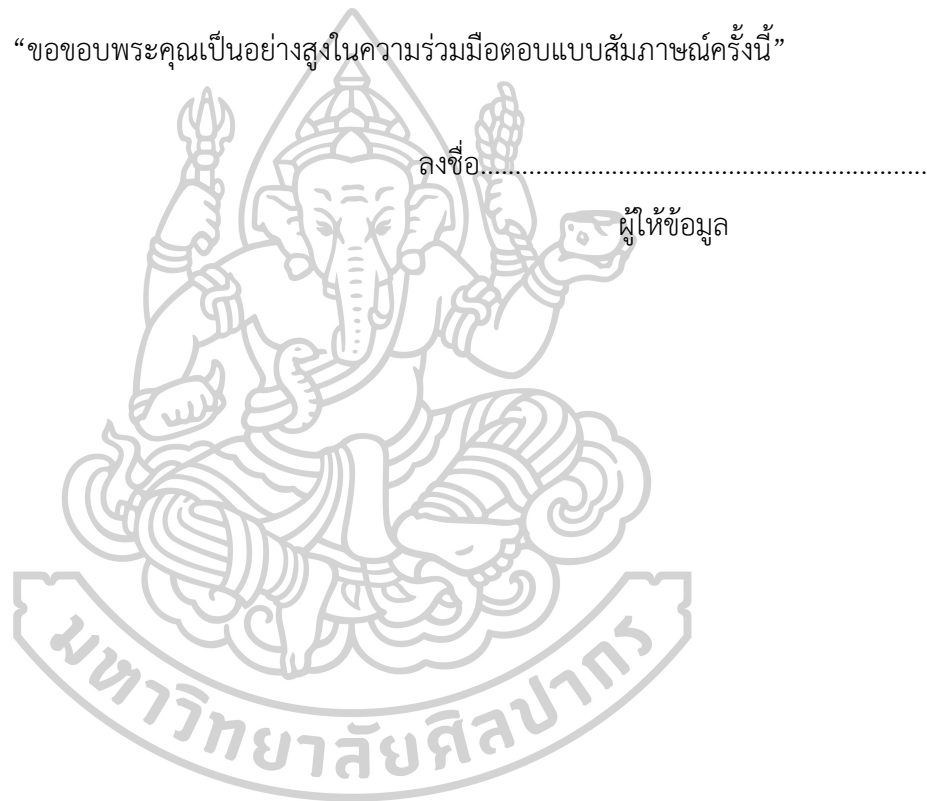 “ขอขอบพระคุณเป็นอย่างสูงในความร่วมมือตอบแบบสัมภาษณ์ครั้งนี้”
ลงชื่อ.................................................................
ผู้ให้ข้อมูล
มหาวิทยาลัยศิลปากร